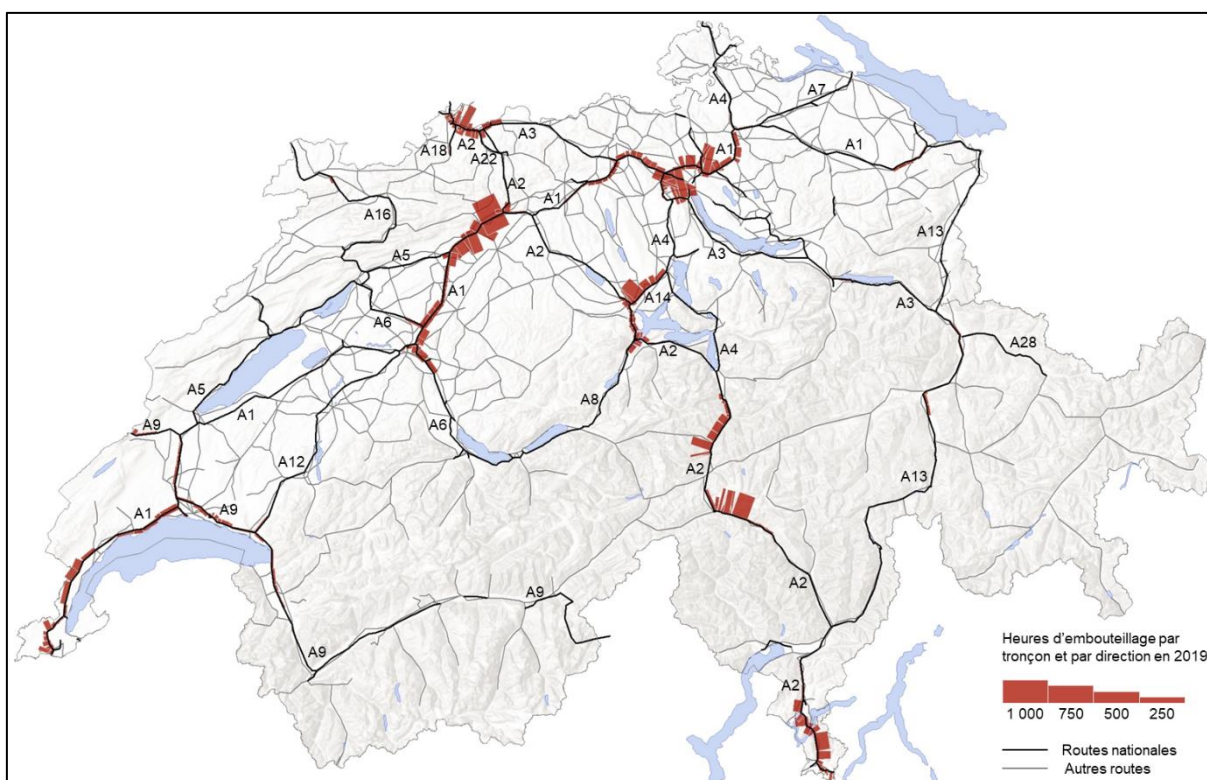 A4
A7
A3
A2
A1
A18
A22
A1
A2
A1
A16
A13
A4
A2
A5
A3
A14
A1
A3
A6
A2
A4
A28
A5
A8
A1
A9
A6
A12
A2
A13
A1
A9
A2
A9
A9
A2
Heures d'embouteillage par
tronçon et par direction en 2019
1 000 750 500 250
Routes nationales
Autres routes